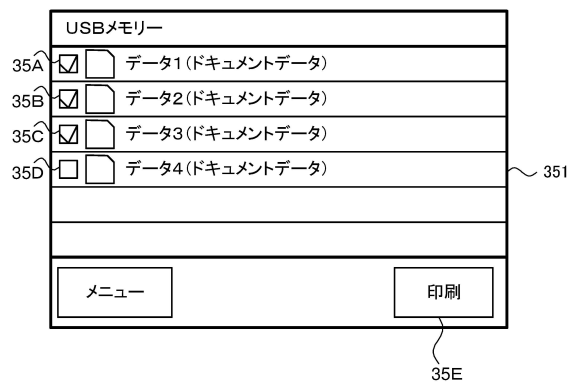 USBメモリー
35A データ1(ドキュメントデータ)
35B データ2(ドキュメントデータ)
35C データ3(ドキュメントデータ)
35D データ4(ドキュメントデータ)
351
メニュー 印刷
35E